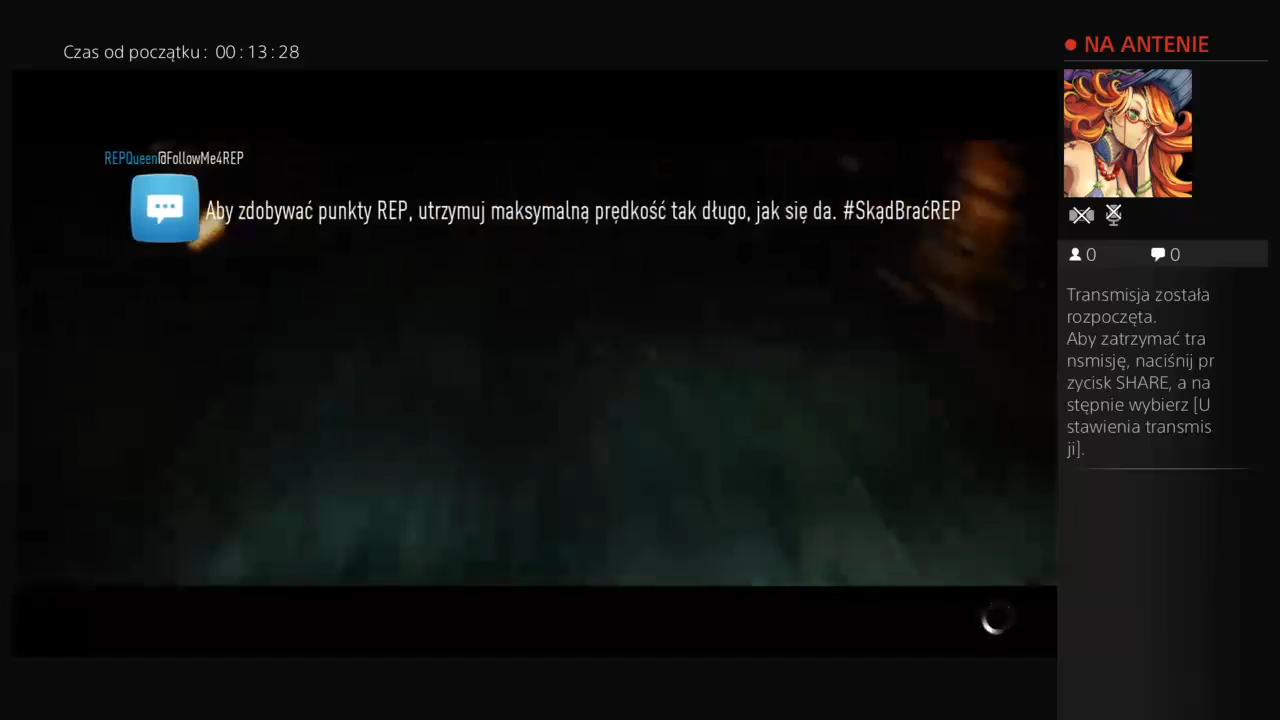 Czas od początku: 00:13:28
NA ANTENIE
REPQueen@FollowMe4REP
Aby zdobywać punkty REP, utrzymuj maksymalną prędkość tak długo, jak się da. #SkądBraćREP
0 0
Transmisja została
rozpoczęta.
Aby zatrzymać tra
nsmisję, naciśnij pr
zycisk SHARE, a na
stępnie wybierz [U
stawienia transmis
ji].